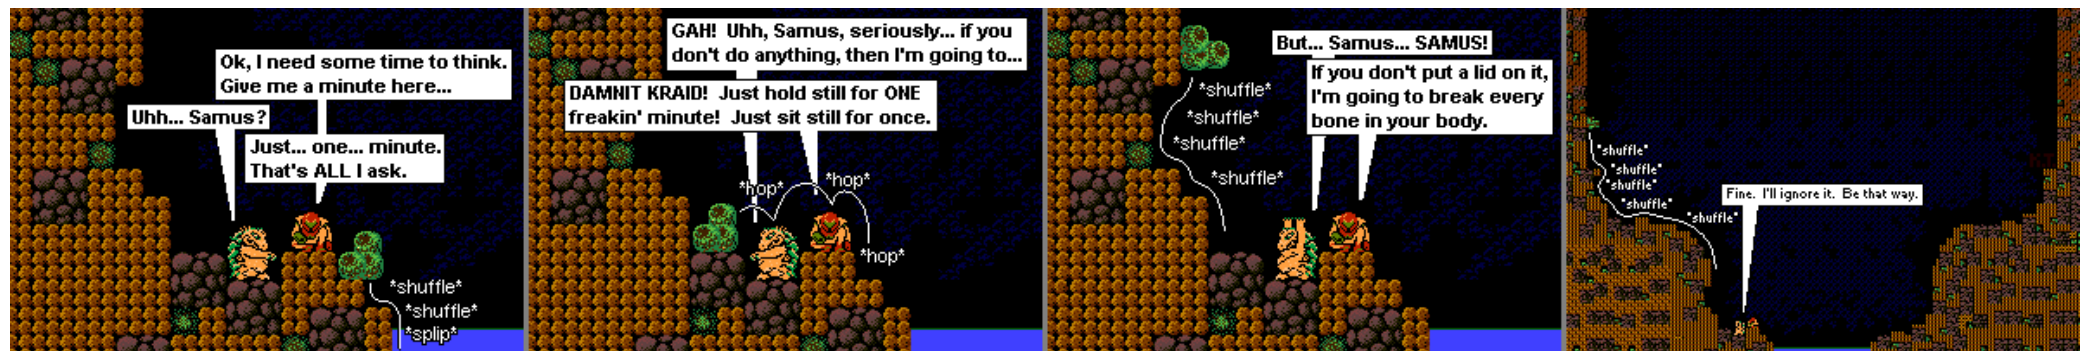 Ok, I need some time to think.
Give me a minute here...
Uhh... Samus?
Just... one... minute.
That's ALL I ask.
*shuffle*
*shuffle*
*splip*
GAH! Uhh, Samus, seriously... if you
don't do anything, then I'm going to...
DAMNIT KRAID! Just hold still for ONE
freakin' minute! Just sit still for once.
*hop*
*hop*
*hop*
But... Samus... SAMUS!
If you don't put a lid on it,
I'm going to break every
bone in your body.
*shuffle*
*shuffle*
*shuffle*
*shuffle*
*shuffle*
*shuffle*
*shuffle*
*shuffle*
*shuffle*
Fine. I'll ignore it. Be that way.